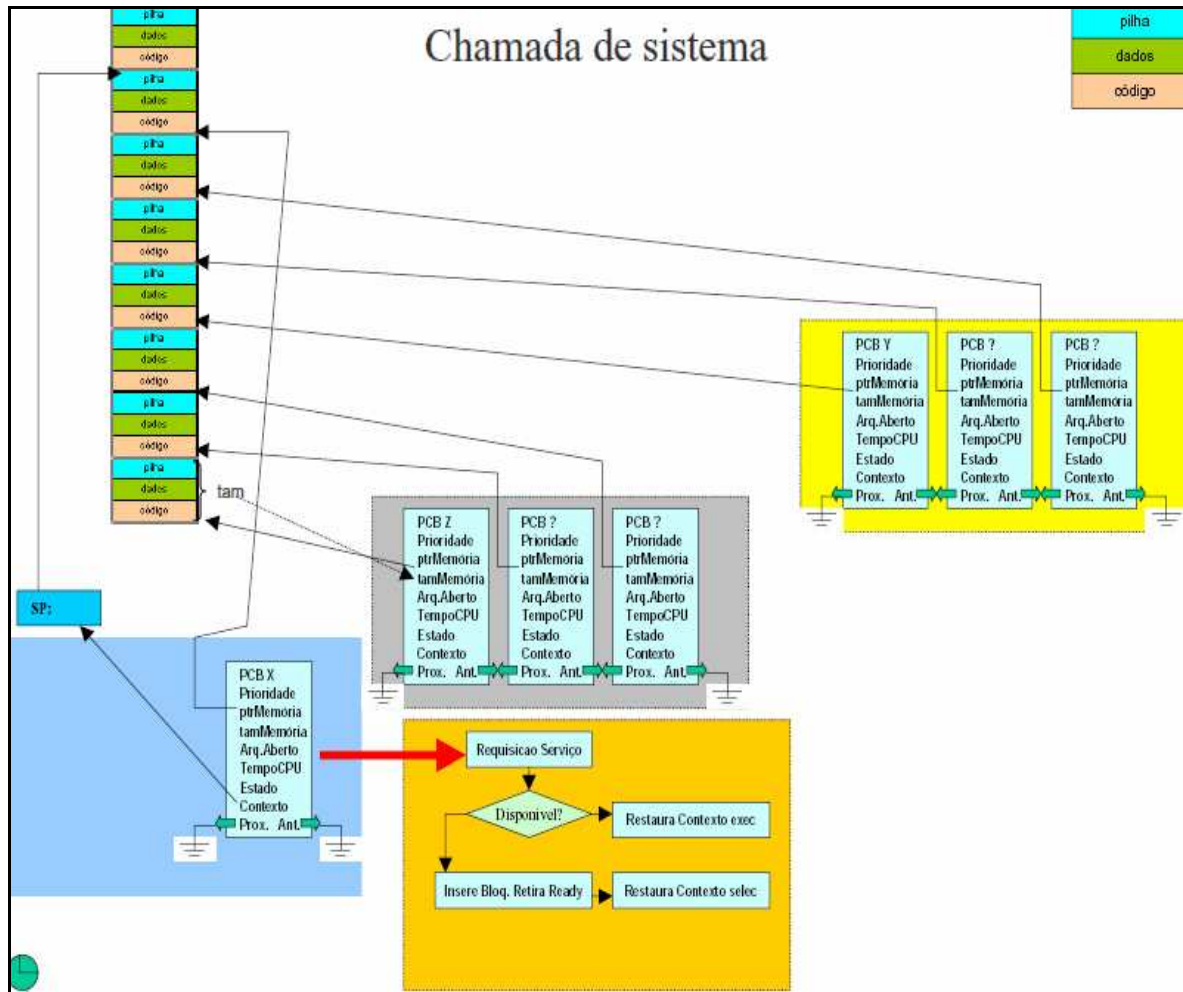 Chamada de sistema
pilha
dados
código
pilha
dados
código
pilha
dados
código
pilha
dados
código
pilha
dados
código
pilha
dados
código
pilha
dados
código
pilha
dados
código
pilha
dados
código
tam
SP:
PCB Y
Prioridade
ptrMemória
tamMemória
Arq.Aberto
TempoCPU
Estado
Contexto
Prox. Ant.
PCB ?
Prioridade
ptrMemória
tamMemória
Arq.Aberto
TempoCPU
Estado
Contexto
Prox. Ant.
PCB ?
Prioridade
ptrMemória
tamMemória
Arq.Aberto
TempoCPU
Estado
Contexto
Prox. Ant.
PCB Z
Prioridade
ptrMemória
tamMemória
Arq.Aberto
TempoCPU
Estado
Contexto
Prox. Ant.
PCB ?
Prioridade
ptrMemória
tamMemória
Arq.Aberto
TempoCPU
Estado
Contexto
Prox. Ant.
PCB ?
Prioridade
ptrMemória
tamMemória
Arq.Aberto
TempoCPU
Estado
Contexto
Prox. Ant.
PCB X
Prioridade
ptrMemória
tamMemória
Arq.Aberto
TempoCPU
Estado
Contexto
Prox. Ant.
Requisicao Serviço
Disponível?
Restaura Contexto exec
Insere Bloq. Retira Ready
Restaura Contexto selec